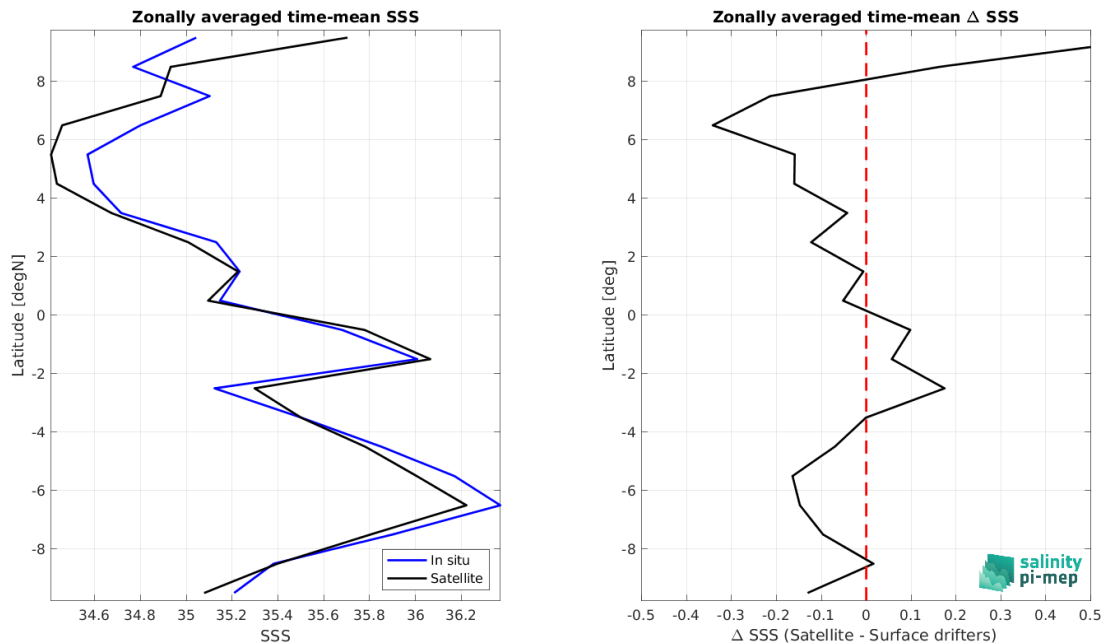 Zonally averaged time-mean SSS
Latitude [degN]
8
6
4
2
0
-2
-4
-6
-8
34.6 34.8 35 35.2 35.4 35.6 35.8 36 36.2
SSS
In situ
Satellite
Zonally averaged time-mean Δ SSS
Latitude [deg]
8
6
4
2
0
-2
-4
-6
-8
-0.5 -0.4 -0.3 -0.2 -0.1 0 0.1 0.2 0.3 0.4 0.5
Δ SSS (Satellite - Surface drifters)
salinity
pi-mep